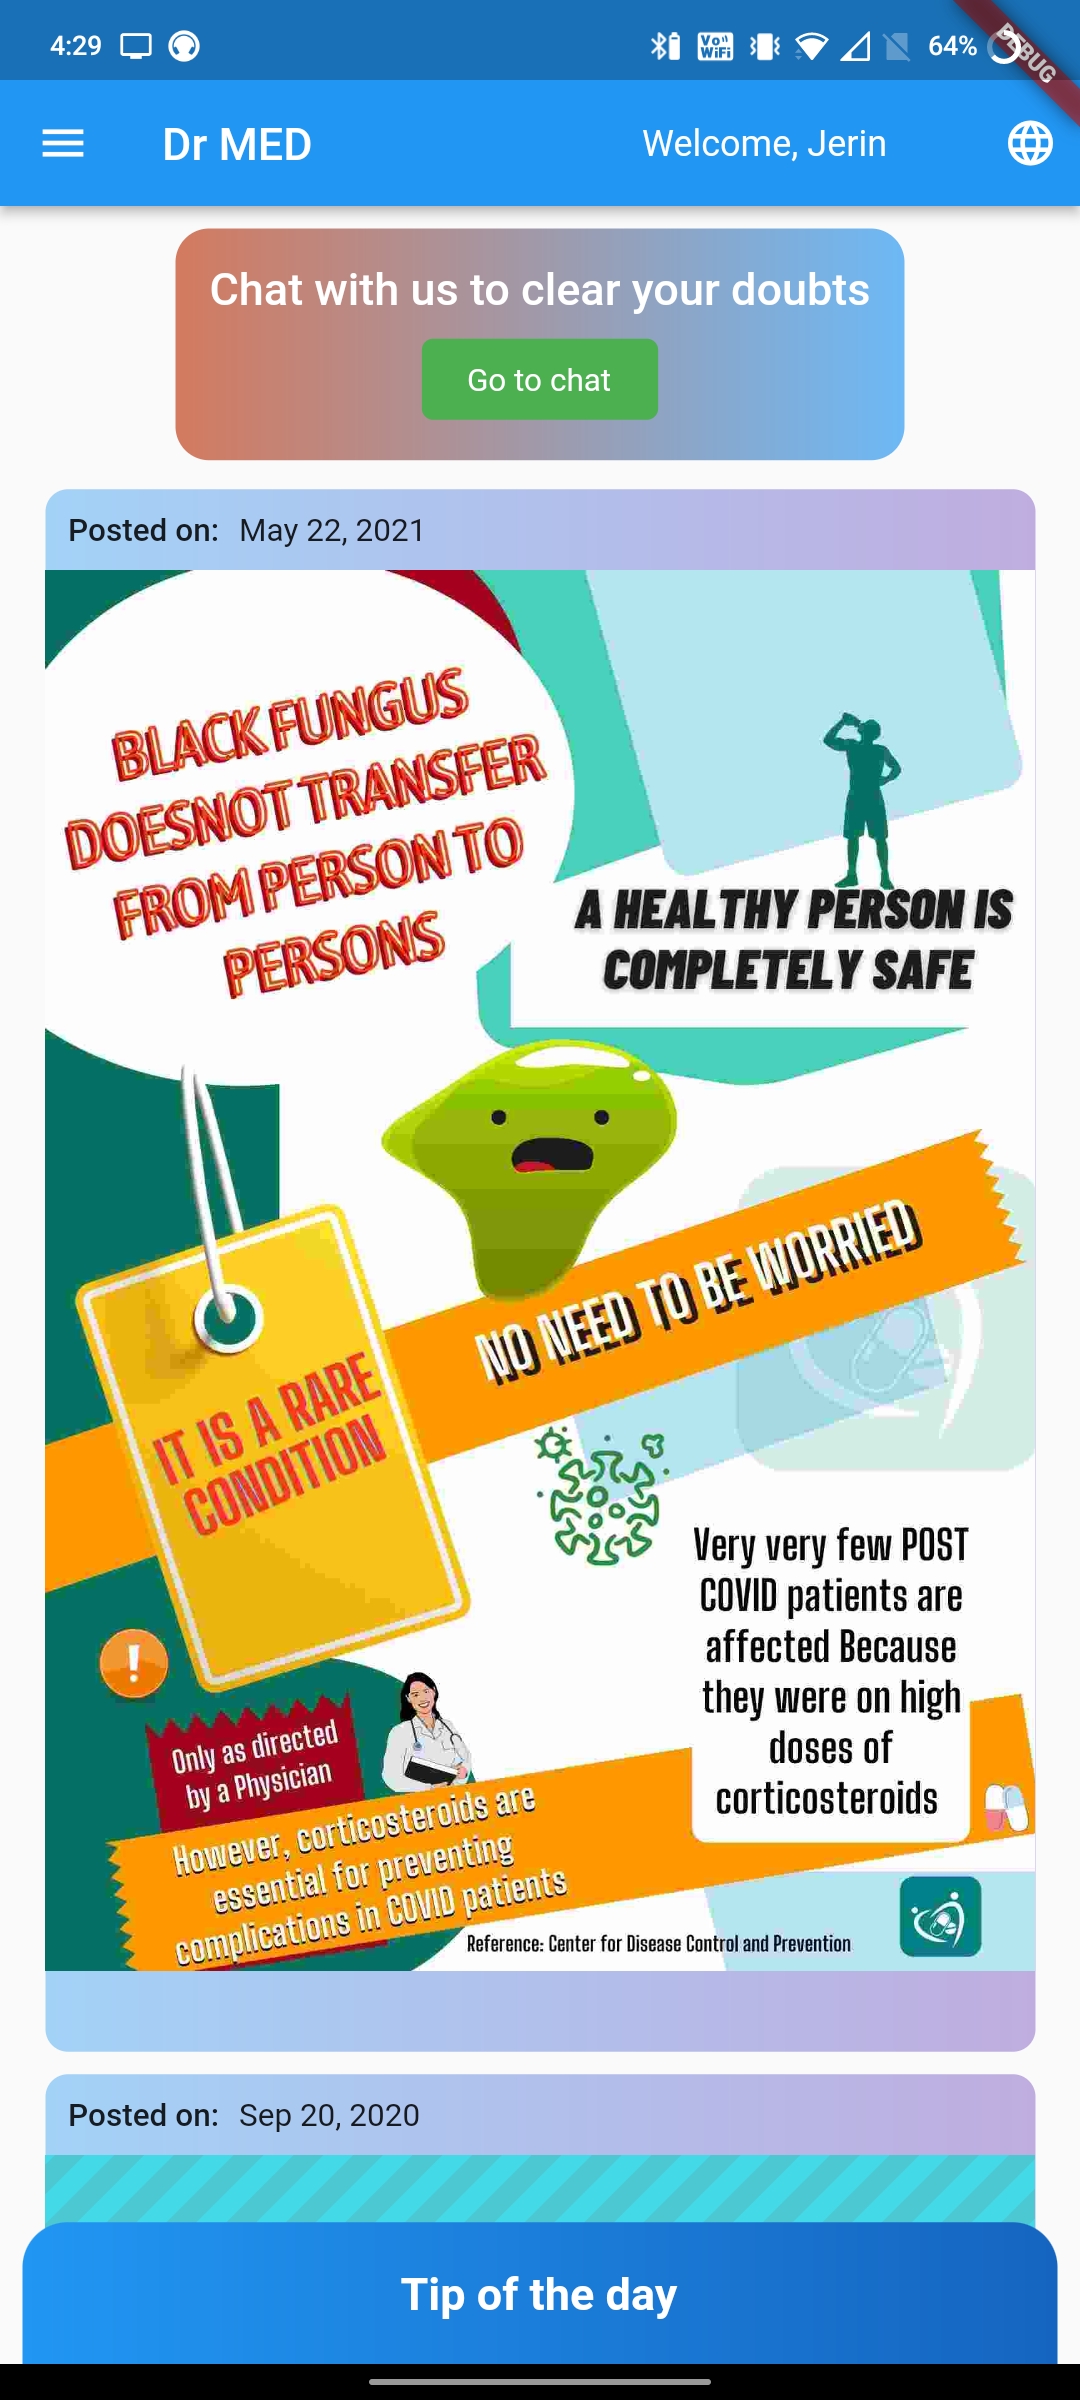 4:29
Vo WiFi
64%
DEBUG
Dr MED
Welcome, Jerin
Chat with us to clear your doubts
Go to chat
Posted on: May 22, 2021
BLACK FUNGUS
DOESNOT TRANSFER
FROM PERSON TO
PERSONS
A HEALTHY PERSON IS
COMPLETELY SAFE
NO NEED TO BE WORRIED
IT IS A RARE
CONDITION
Very very few POST
COVID patients are
affected Because
they were on high
doses of
corticosteroids
Only as directed
by a Physician
However, corticosteroids are
essential for preventing
complications in COVID patients
Reference: Center for Disease Control and Prevention
Posted on: Sep 20, 2020
Tip of the day